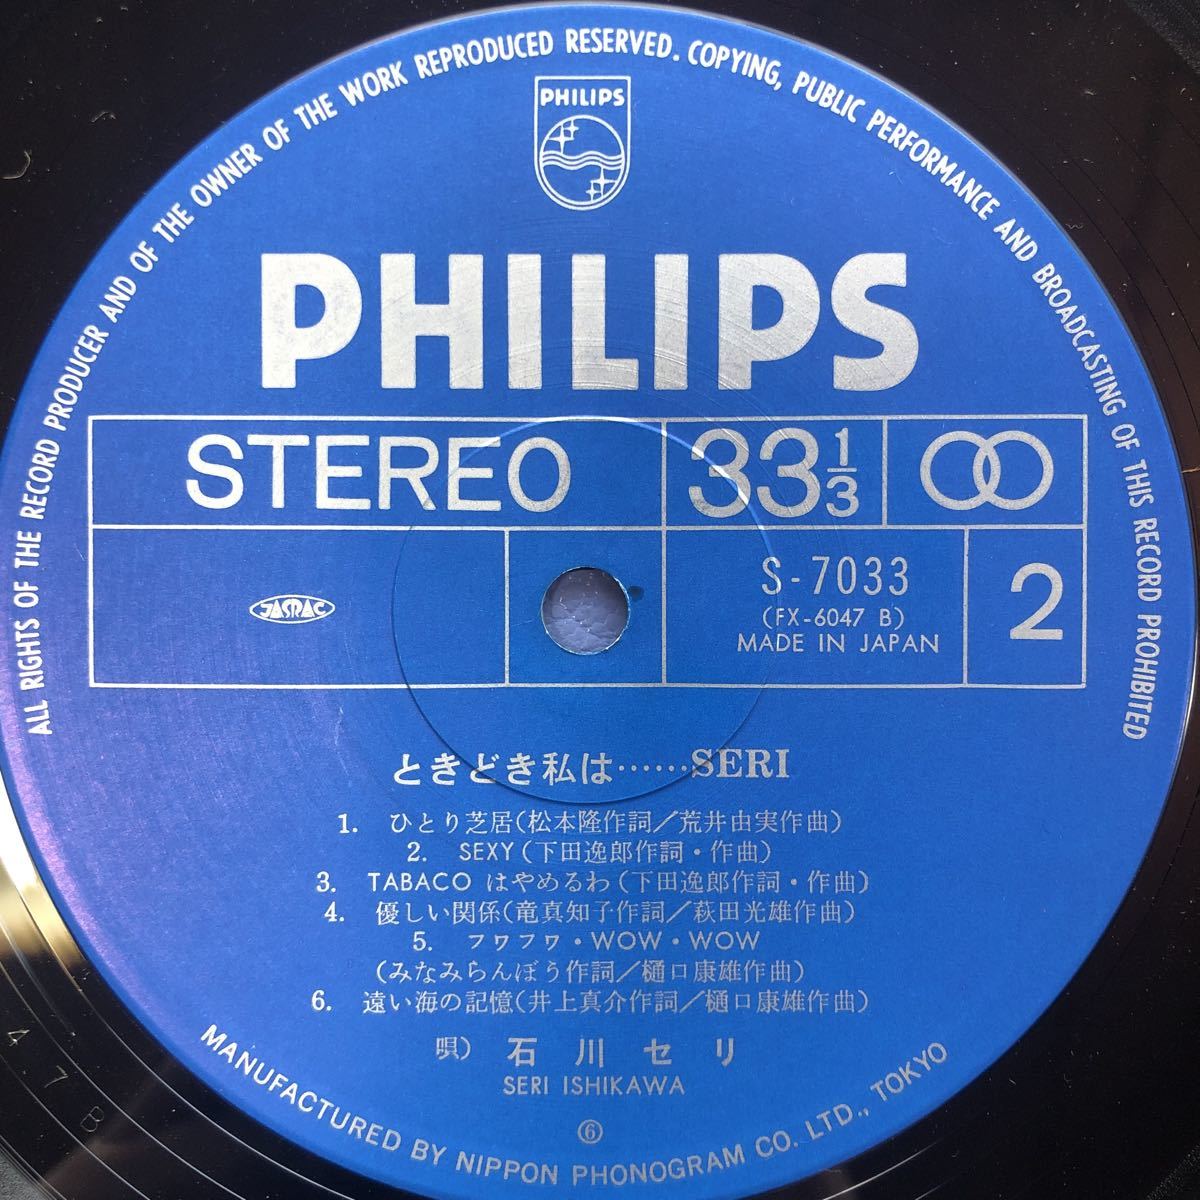 ALL RIGHTS OF THE RECORD PRODUCER AND OF THE OWNER OF THE WORK REPRODUCED RESERVED. COPYING, PUBLIC PERFORMANCE AND BROADCASTING OF THIS RECORD PROHIBITED
PHILIPS
PHILIPS
STEREO
33 1/3
JASRAC
S-7033
(FX-6047 B)
MADE IN JAPAN
2
ときどき私は……SERI
1. ひとり芝居(松本隆作詞/荒井由実作曲)
2. SEXY(下田逸郎作詞・作曲)
3. TABACO はやめるわ(下田逸郎作詞・作曲)
4. 優しい関係(竜真知子作詞/萩田光雄作曲)
5. フワフワ・WOW・WOW
(みなみらんぼう作詞/樋口康雄作曲)
6. 遠い海の記憶(井上真介作詞/樋口康雄作曲)
唄) 石川セリ
SERI ISHIKAWA
⑥
MANUFACTURED BY NIPPON PHONOGRAM CO. LTD., TOKYO
4 7 B